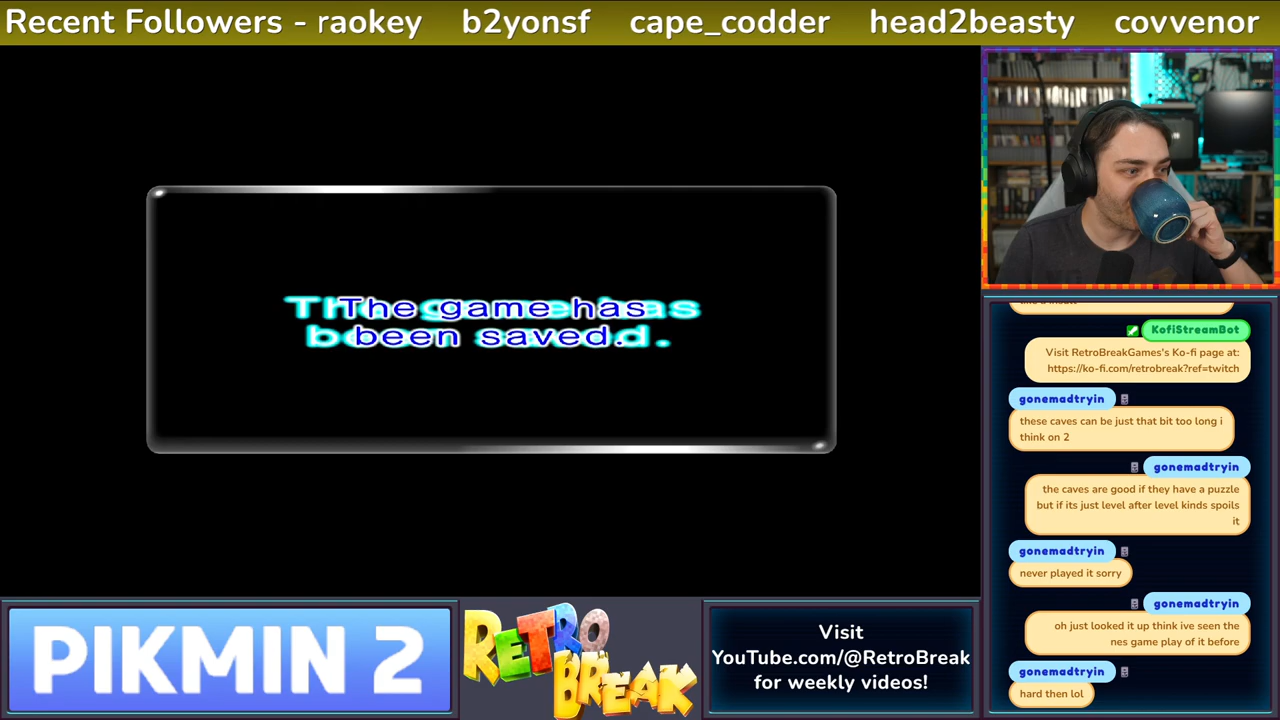 Recent Followers - raokey b2yonsf cape_codder head2beasty covvenor
The game has
been saved.
KofiStreamBot
Visit RetroBreakGames's Ko-fi page at:
https://ko-fi.com/retrobreak?ref=twitch
gonemadtryin
these caves can be just that bit too long i
think on 2
gonemadtryin
the caves are good if they have a puzzle
but if its just level after level kinds spoils
it
gonemadtryin
never played it sorry
gonemadtryin
oh just looked it up think ive seen the
nes game play of it before
gonemadtryin
hard then lol
PIKMIN 2
RETRO
BREAK
Visit
YouTube.com/@RetroBreak
for weekly videos!